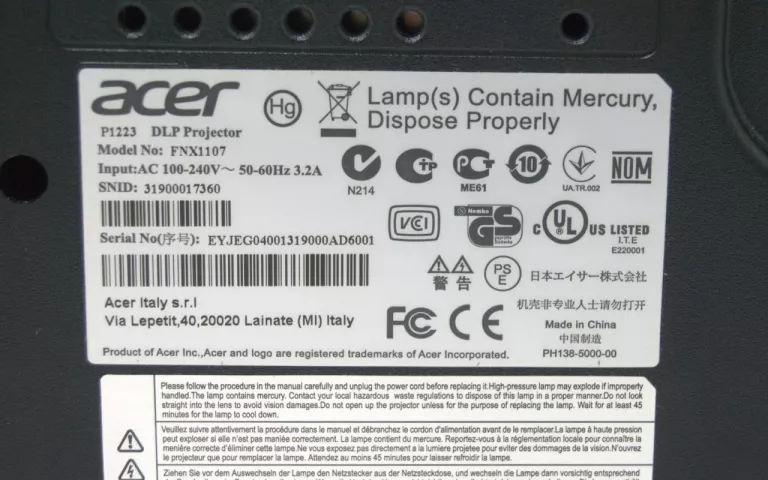 acer
Hg
Lamp(s) Contain Mercury,
Dispose Properly
P1223 DLP Projector
Model No: FNX1107
Input:AC 100-240V~ 50-60Hz 3.2A
SNID: 31900017360
N214
ME61
10
UA.TR.002
NOM
Serial No(序号): EYJEG04001319000AD6001
VCI
Nemko
GS
c UL US LISTED
I.T.E
E220001
警告
PS
E
日本エイサー株式会社
机壳非专业人士请勿打开
Acer Italy s.r.l
Via Lepetit,40,20020 Lainate (MI) Italy
FC CE
Made in China
中国制造
PH138-5000-00
Product of Acer Inc.,Acer and logo are registered trademarks of Acer Incorporated.
Please follow the procedure in the manual carefully and unplug the power cord before replacing it.High-pressure lamp may explode if improperly
handled.The lamp contains mercury. Contact your local hazardous waste regulations to dispose of this lamp in a proper manner.Do not look
straight into the lens to avoid vision damages.Do not open up the projector unless for the purpose of replacing the lamp. Wait for at least 45
minutes for the lamp to cool down.
Veuillez suivre attentivement la procédure dans le manuel et débranchez le cordon d'alimentation avant de le remplacer.La lampe à haute pression
peut exploser si elle n'est pas maniée correctement. La lampe contient du mercure. Reportez-vous à la réglementation locale pour connaître la
menière correcte d'éliminer cette lampe.Ne vous exposez pas directement a la lumiere projetee pour eviter des dommages de la vision.N'ouvrez
le projecteur que pour remplacer la lampe. Attendez au moins 45 minutes pour laisser refroidir la lampe.
Ziehen Sie vor dem Auswechseln der Lampe den Netzstecker aus der Netzsteckdose, und wechseln die Lampe dann vorsichtig entsprechend